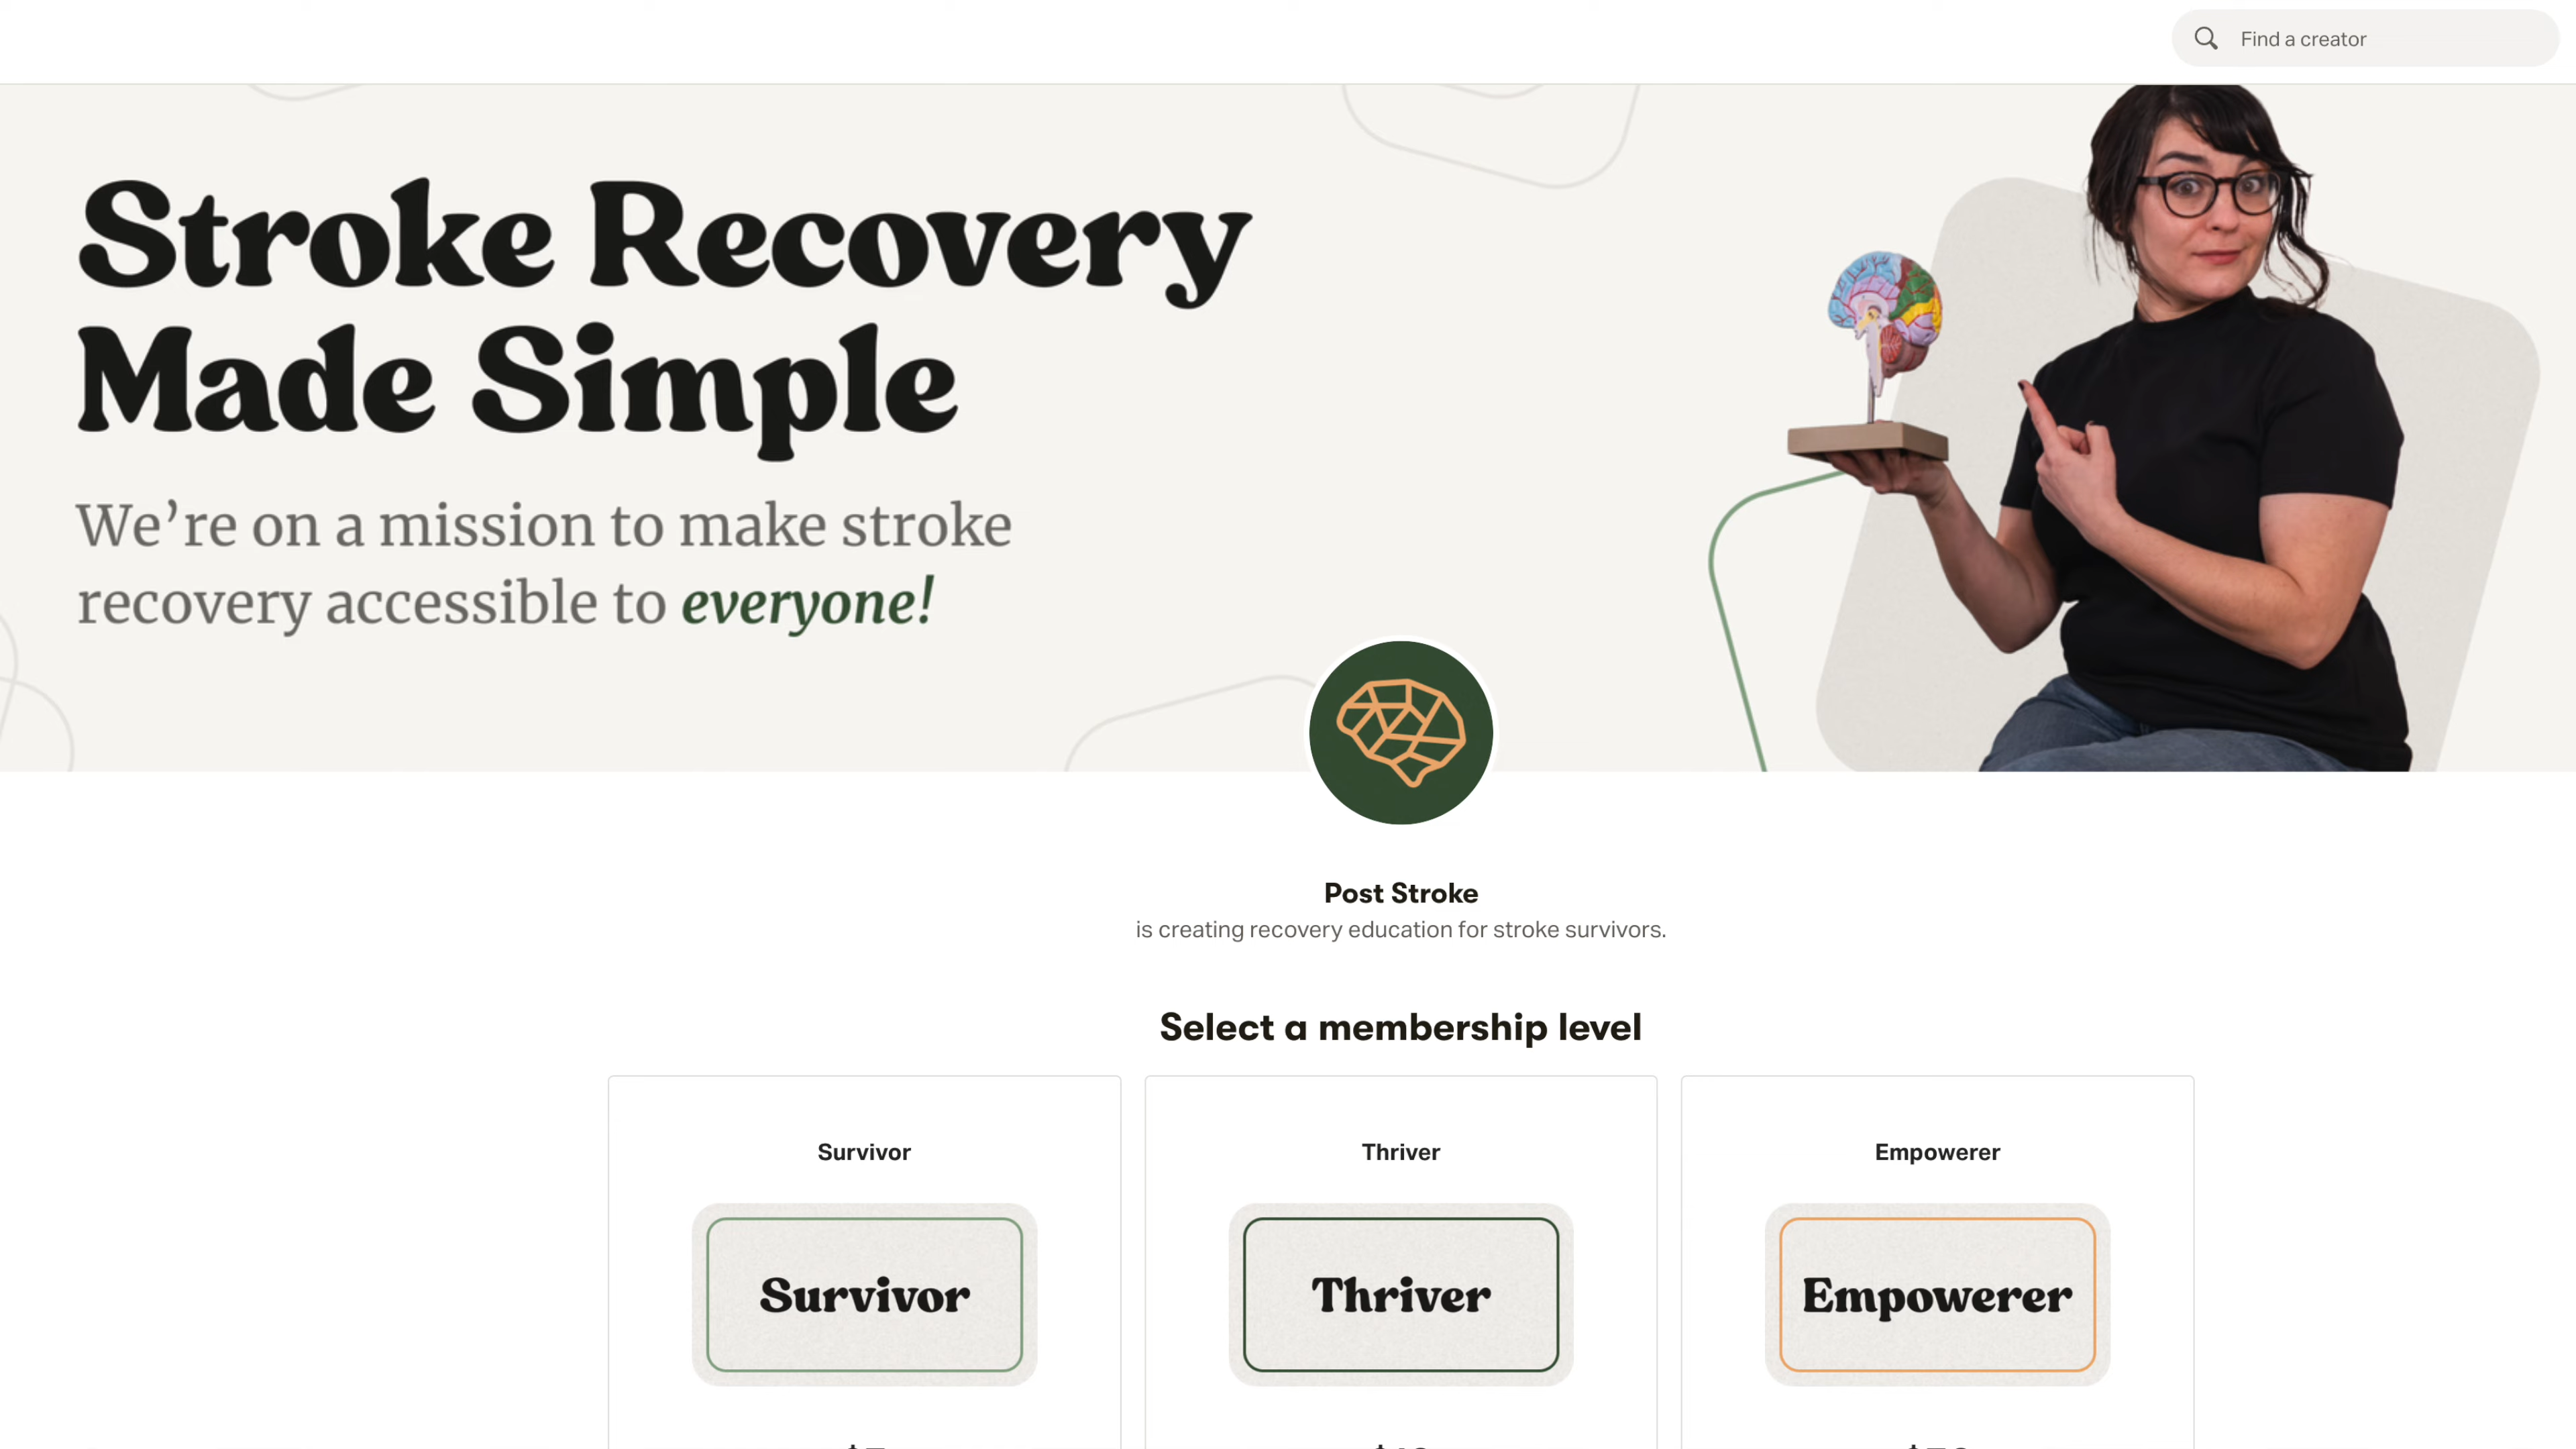 Find a creator
Stroke Recovery
Made Simple
We're on a mission to make stroke
recovery accessible to everyone!
Post Stroke
is creating recovery education for stroke survivors.
Select a membership level
Survivor
Thriver
Empowerer
Survivor
Thriver
Empowerer